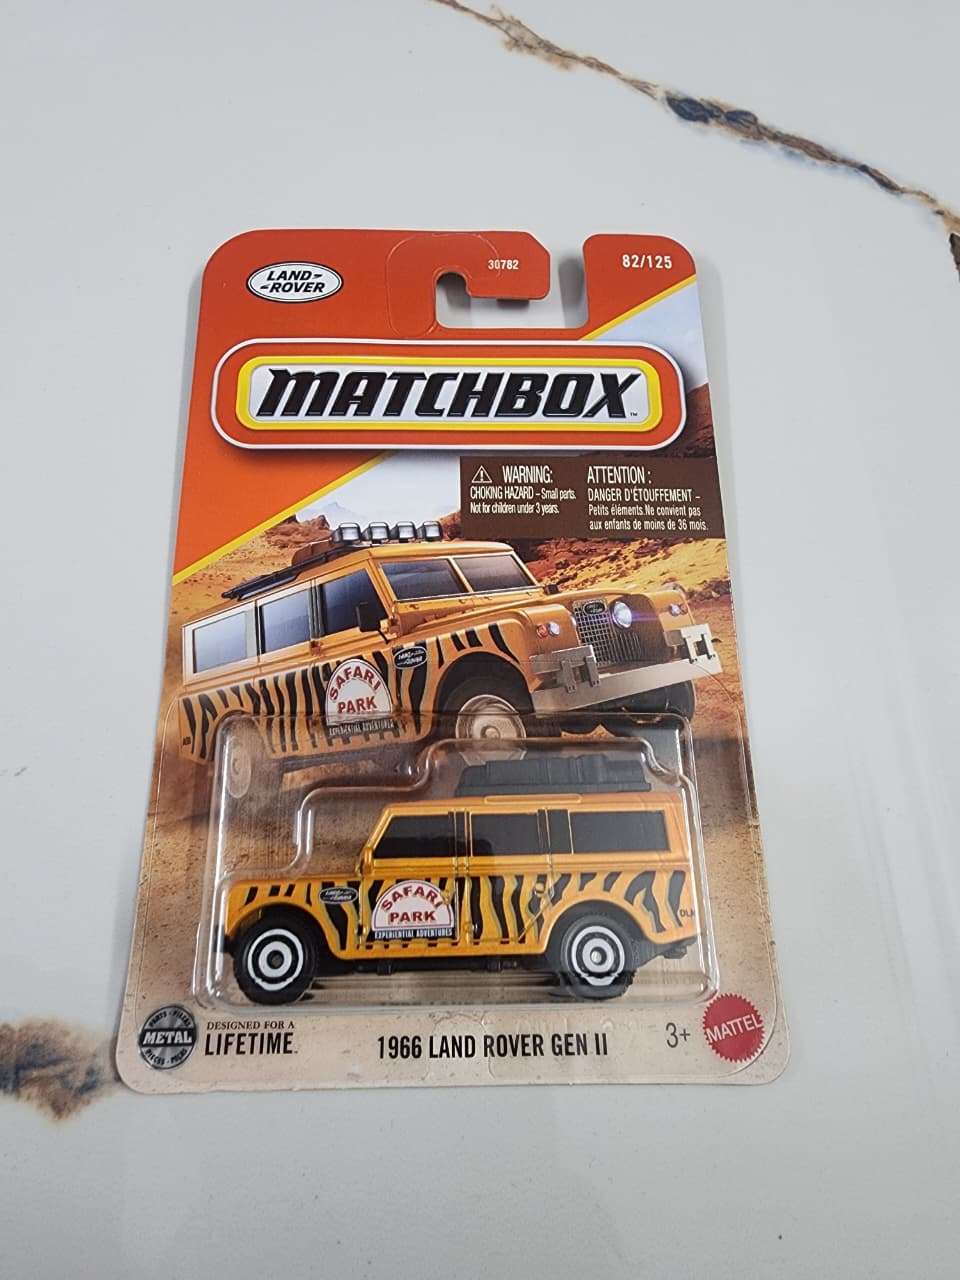 LAND-
-ROVER
30782
82/125
MATCHBOX™
WARNING:
CHOKING HAZARD – Small parts.
Not for children under 3 years.
ATTENTION :
DANGER D'ÉTOUFFEMENT –
Petits éléments. Ne convient pas
aux enfants de moins de 36 mois.
SAFARI
PARK
EXPERIENTIAL ADVENTURES
SAFARI
PARK
EXPERIENTIAL ADVENTURES
METAL
DESIGNED FOR A
LIFETIME™
1966 LAND ROVER GEN II
3+
MATTEL